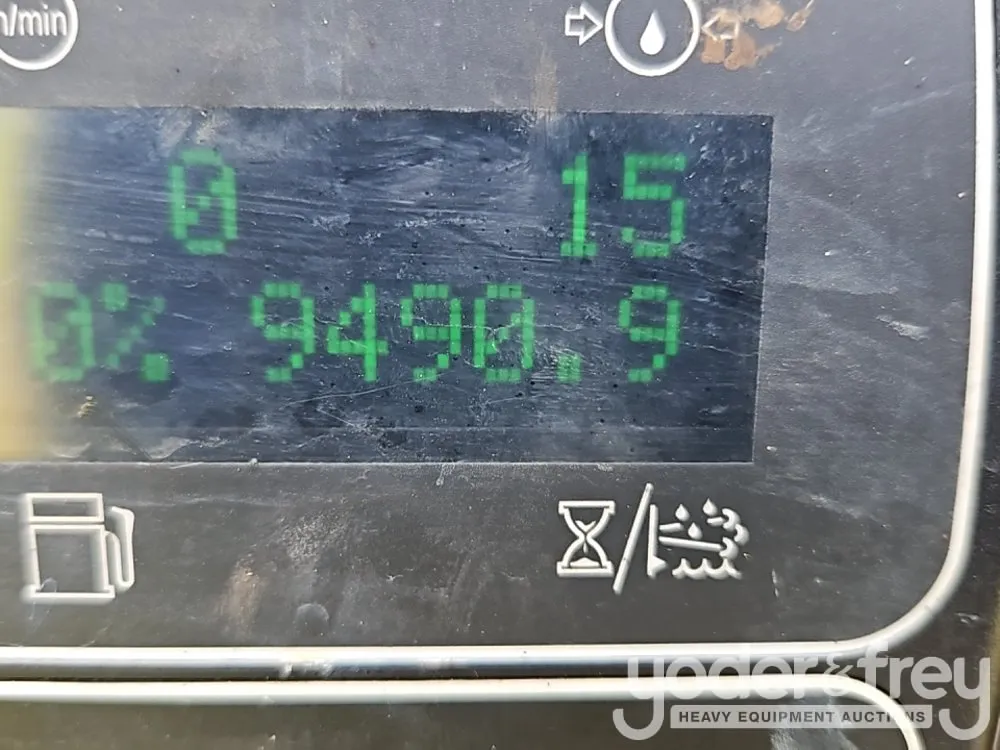 n/min
0 15
0% 9490.9
yoder & frey
HEAVY EQUIPMENT AUCTIONS